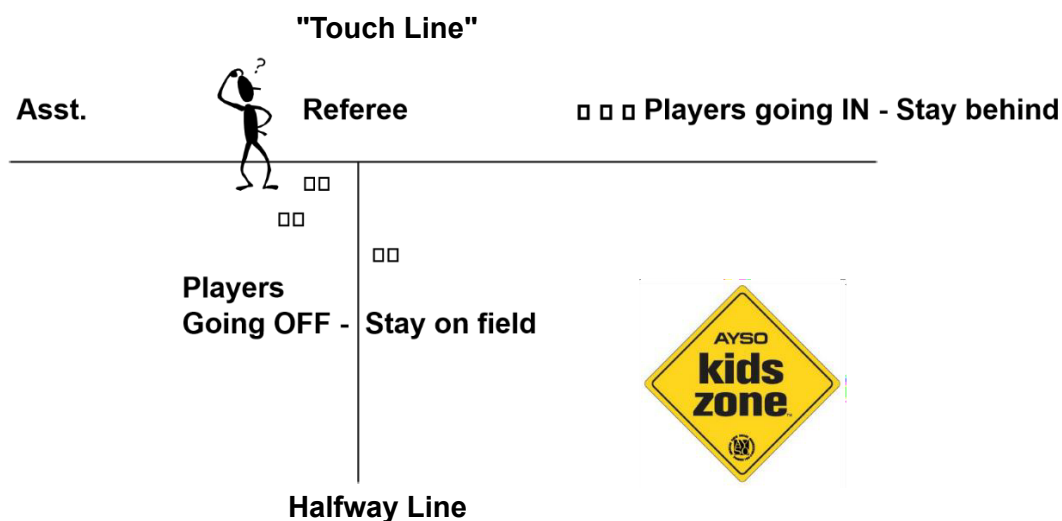 "Touch Line"
?
Asst. Referee
▯ ▯ ▯ Players going IN - Stay behind
▯▯
▯▯
▯▯
Players
Going OFF - Stay on field
AYSO
kids
zone™
Halfway Line